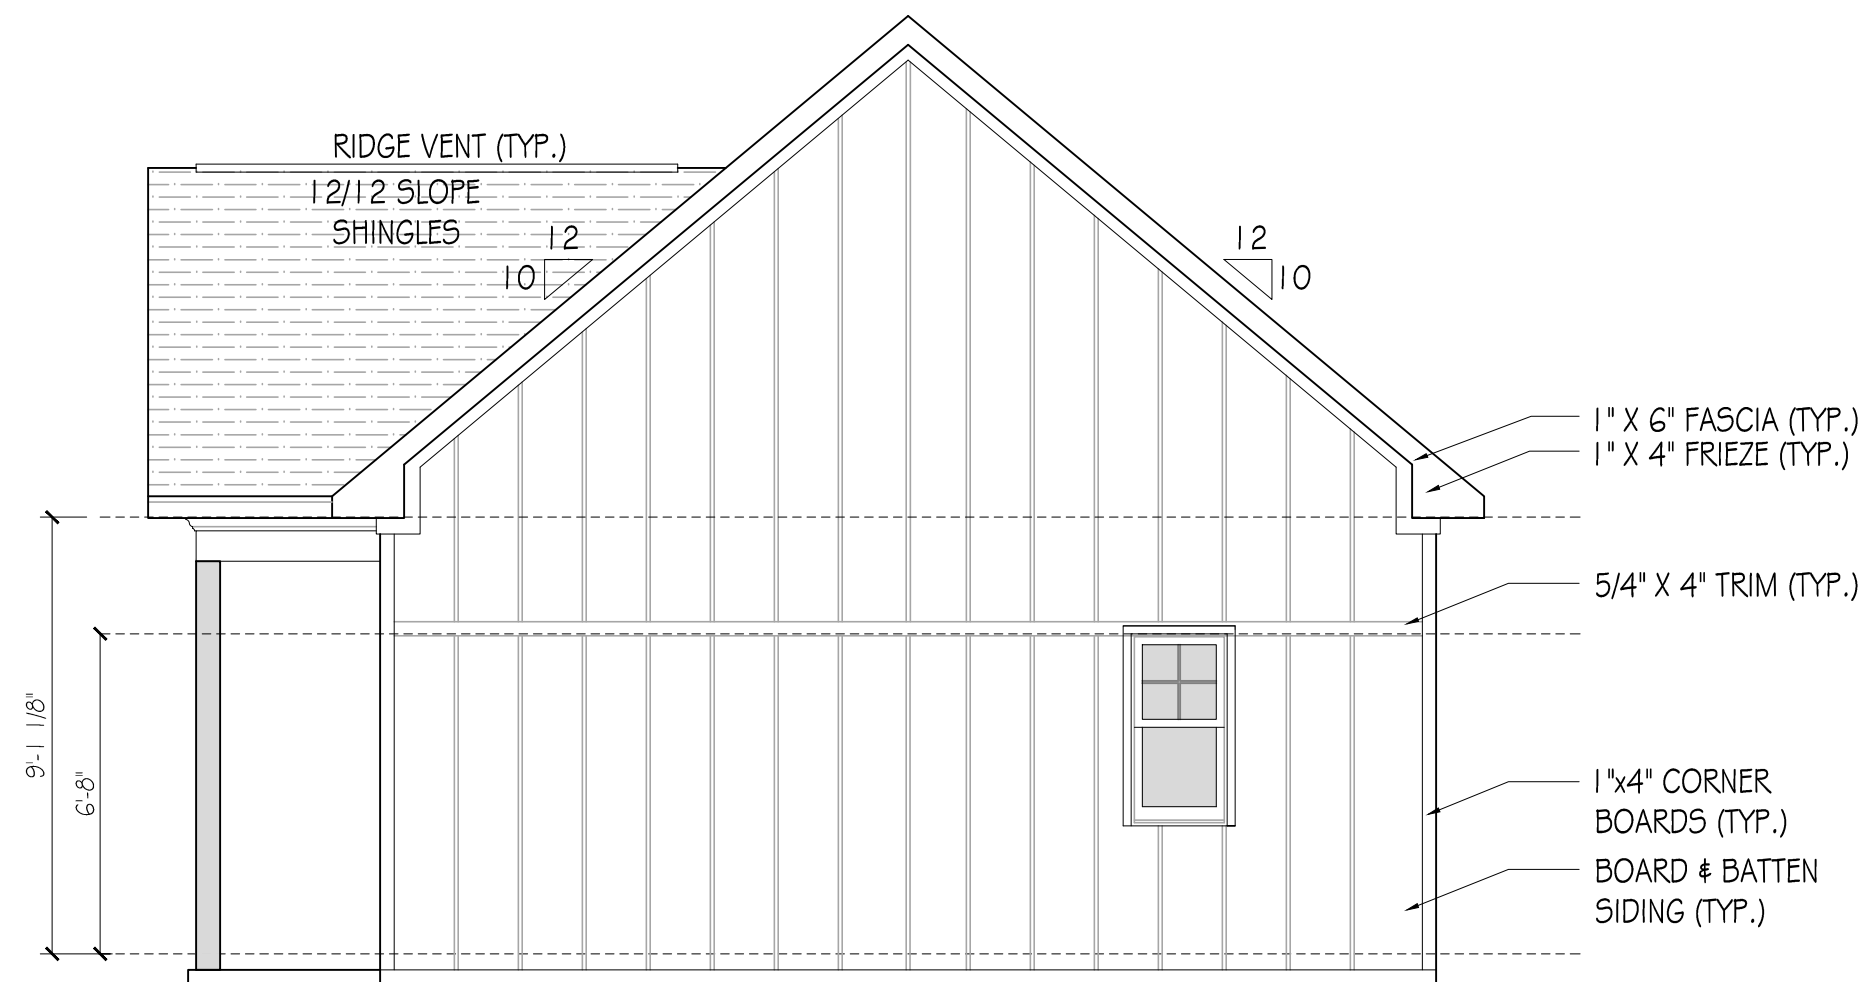 RIDGE VENT (TYP.)
12/12 SLOPE
SHINGLES
12
10
12
10
1" X 6" FASCIA (TYP.)
1" X 4" FRIEZE (TYP.)
5/4" X 4" TRIM (TYP.)
9'-1 1/8"
6'-8"
1"x4" CORNER
BOARDS (TYP.)
BOARD & BATTEN
SIDING (TYP.)